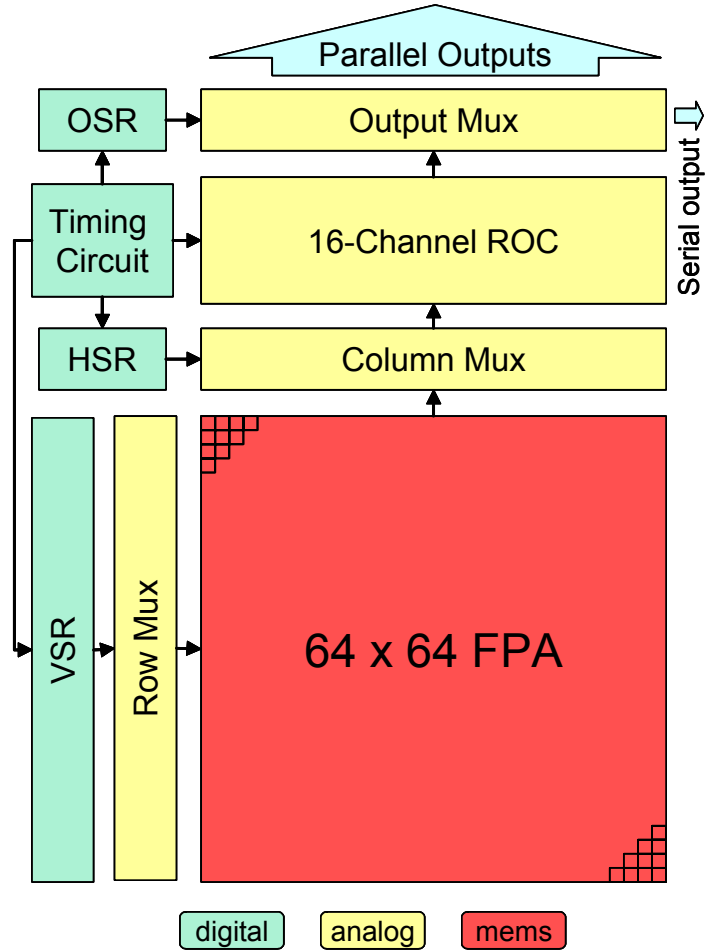 Parallel Outputs
OSR
Output Mux
Serial output
Timing
Circuit
16-Channel ROC
HSR
Column Mux
VSR
Row Mux
64 x 64 FPA
digital
analog
mems